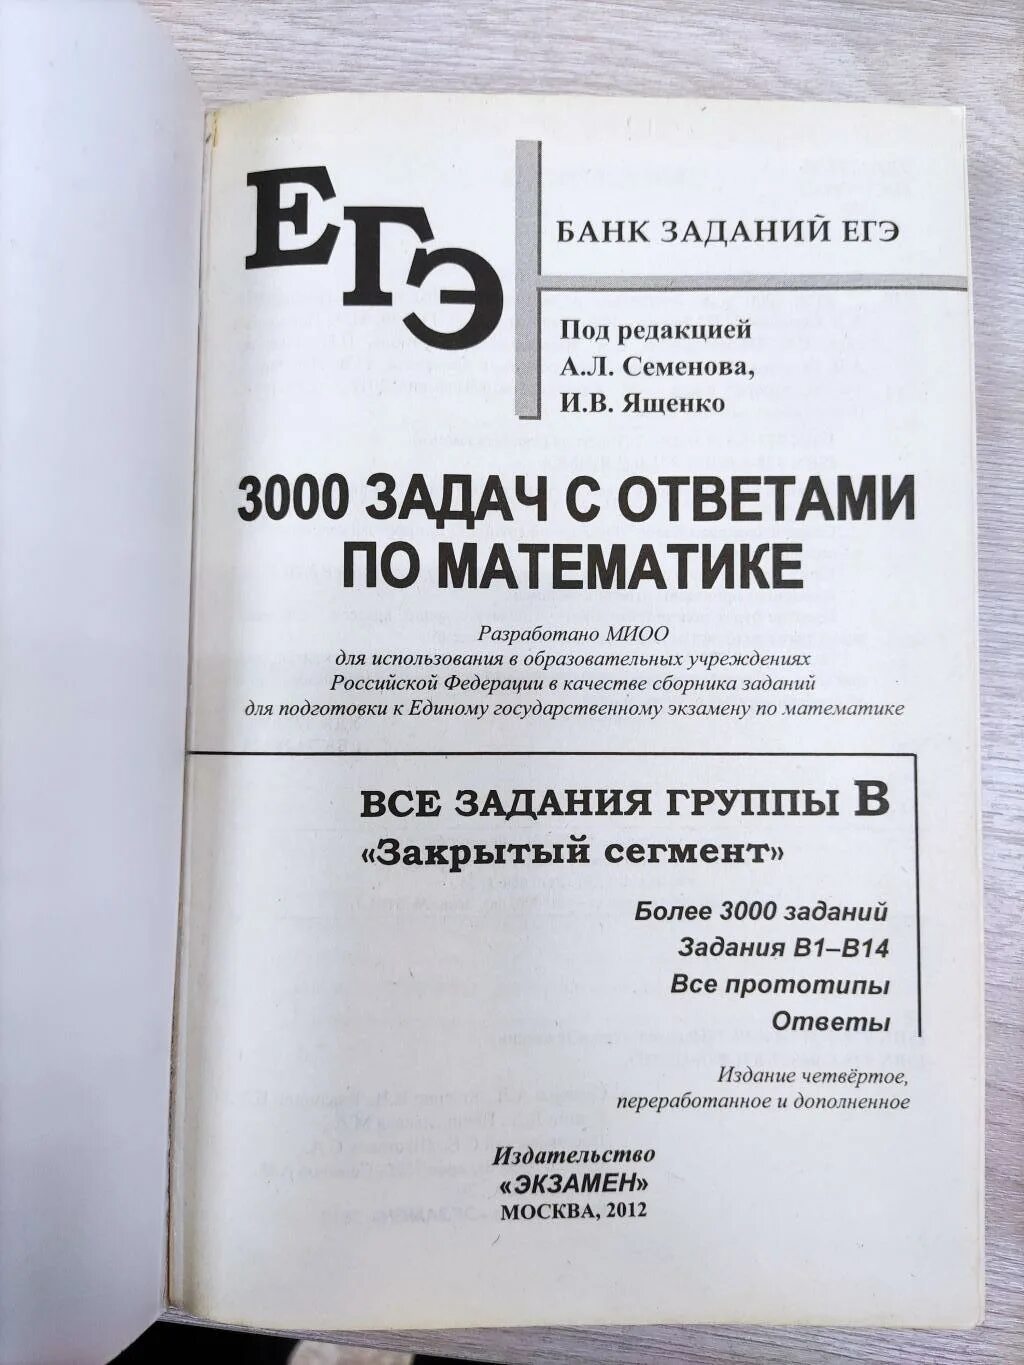 ЕГЭ
БАНК ЗАДАНИЙ ЕГЭ
Под редакцией
А.Л. Семенова,
И.В. Ященко
3000 ЗАДАЧ С ОТВЕТАМИ
ПО МАТЕМАТИКЕ
Разработано МИОО
для использования в образовательных учреждениях
Российской Федерации в качестве сборника заданий
для подготовки к Единому государственному экзамену по математике
ВСЕ ЗАДАНИЯ ГРУППЫ В
«Закрытый сегмент»
Более 3000 заданий
Задания В1–В14
Все прототипы
Ответы
Издание четвёртое,
переработанное и дополненное
Издательство
«ЭКЗАМЕН»
МОСКВА, 2012